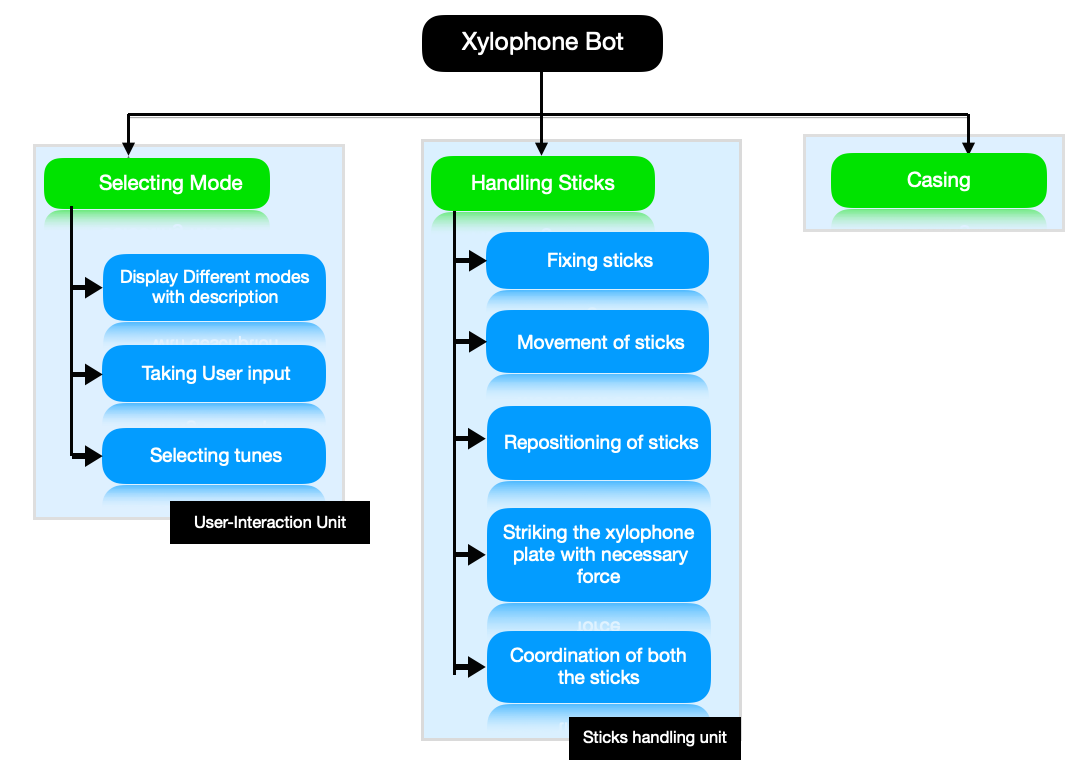 Xylophone Bot
Selecting Mode
Display Different modes
with description
Taking User input
Selecting tunes
User-Interaction Unit
Handling Sticks
Fixing sticks
Movement of sticks
Repositioning of sticks
Striking the xylophone
plate with necessary
force
Coordination of both
the sticks
Sticks handling unit
Casing